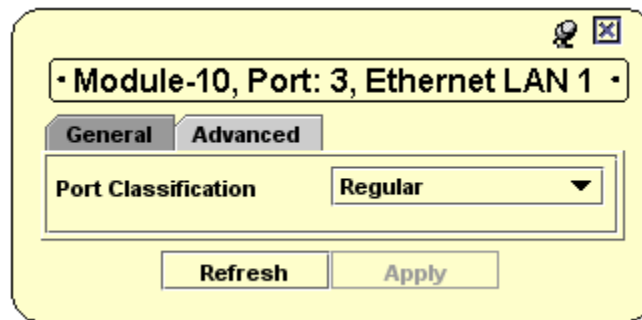 • Module-10, Port: 3, Ethernet LAN 1 •
General Advanced
Port Classification Regular
Refresh Apply